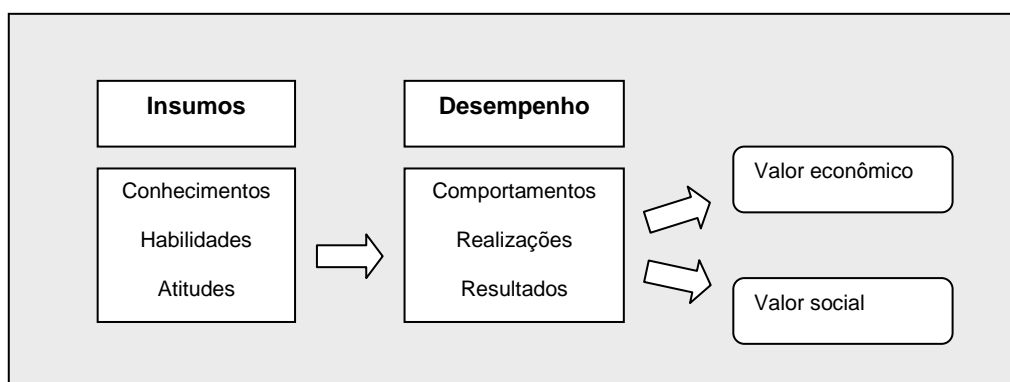 Insumos
Conhecimentos
Habilidades
Atitudes
Desempenho
Comportamentos
Realizações
Resultados
Valor econômico
Valor social